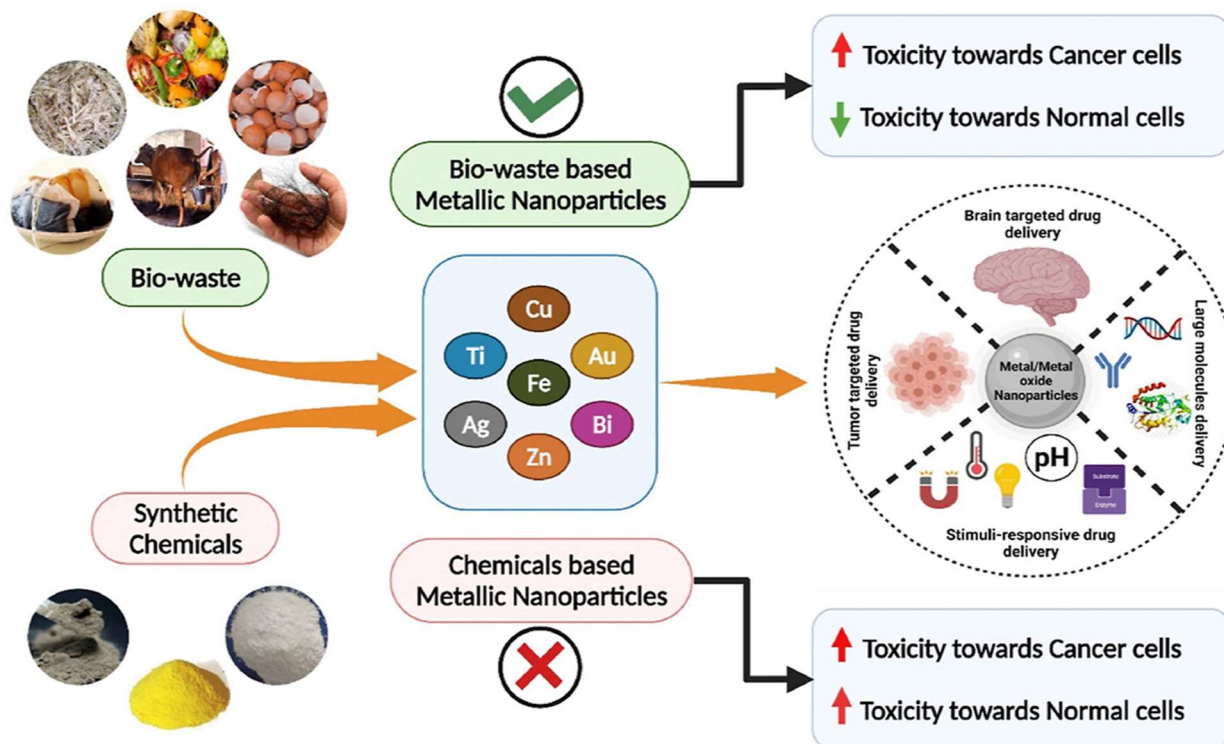 Toxicity towards Cancer cells
Toxicity towards Normal cells
Bio-waste based
Metallic Nanoparticles
Bio-waste
Cu
Ti
Au
Fe
Ag
Bi
Zn
Brain targeted drug
delivery
Tumor targeted drug
delivery
Large molecules delivery
Metal/Metal
oxide
Nanoparticles
pH
Substrate
Enzyme
Stimuli-responsive drug
delivery
Synthetic
Chemicals
Chemicals based
Metallic Nanoparticles
Toxicity towards Cancer cells
Toxicity towards Normal cells